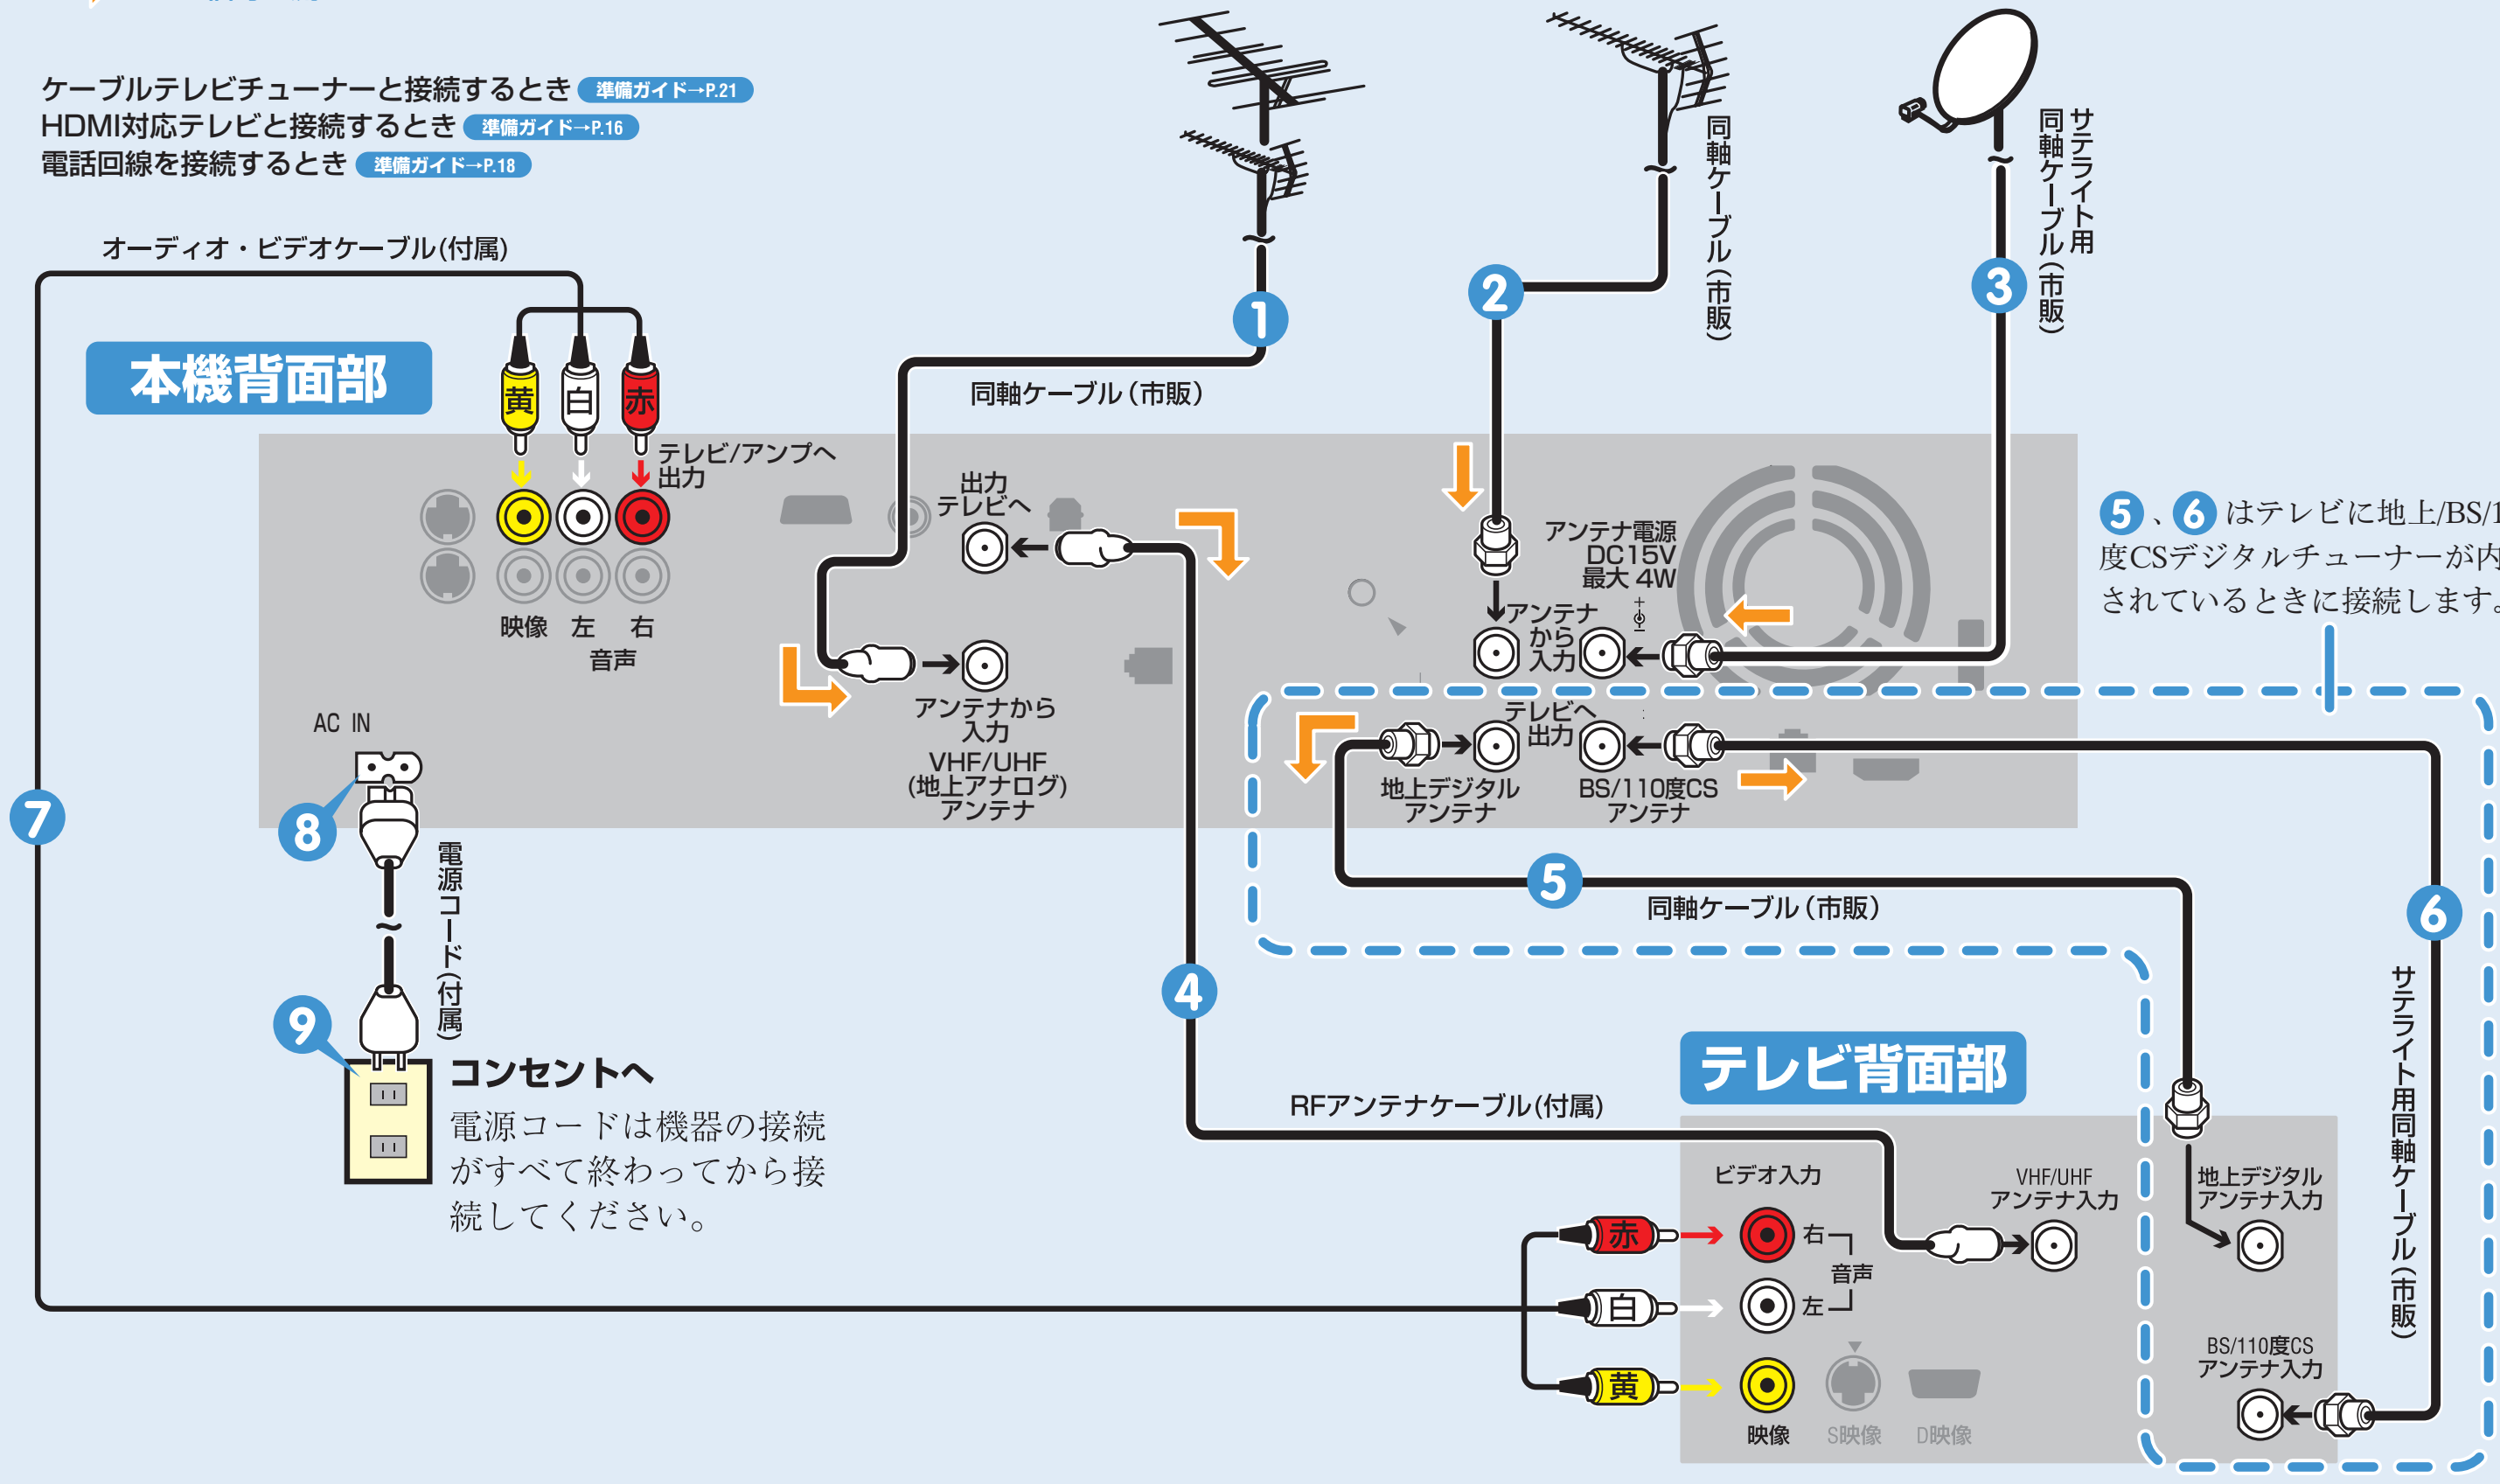 ケーブルテレビチューナーと接続するとき 準備ガイド→P.21
HDMI対応テレビと接続するとき 準備ガイド→P.16
電話回線を接続するとき 準備ガイド→P.18
オーディオ・ビデオケーブル(付属)
本機背面部
黄
白
赤
テレビ/アンプへ
出力
映像 左 右
音声
AC IN
1
同軸ケーブル(市販)
2
同軸ケーブル(市販)
3
サテライト用
同軸ケーブル(市販)
出力
テレビへ
アンテナから
入力
VHF/UHF
(地上アナログ)
アンテナ
アンテナ電源
DC15V
最大 4W
+
−
アンテナ
から
入力
テレビへ
出力
地上デジタル
アンテナ
BS/110度CS
アンテナ
5、6はテレビに地上/BS/1
度CSデジタルチューナーが内
されているときに接続します。
7
8
電源コード(付属)
9
コンセントへ
電源コードは機器の接続
がすべて終わってから接
続してください。
4
5
同軸ケーブル(市販)
6
サテライト用同軸ケーブル(市販)
RFアンテナケーブル(付属)
テレビ背面部
ビデオ入力
赤
右
音声
白
左
黄
映像
S映像
D映像
VHF/UHF
アンテナ入力
地上デジタル
アンテナ入力
BS/110度CS
アンテナ入力